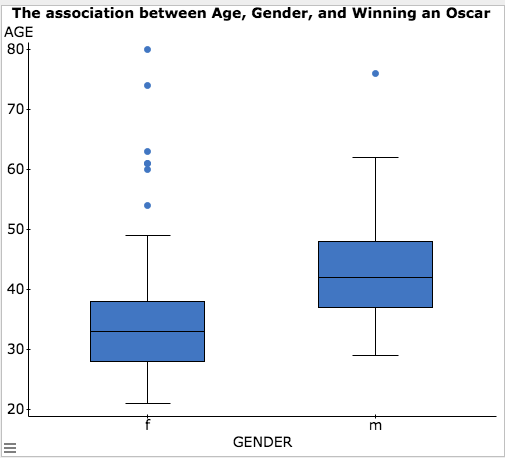 The association between Age, Gender, and Winning an Oscar
AGE
80
70
60
50
40
30
20
f m
GENDER